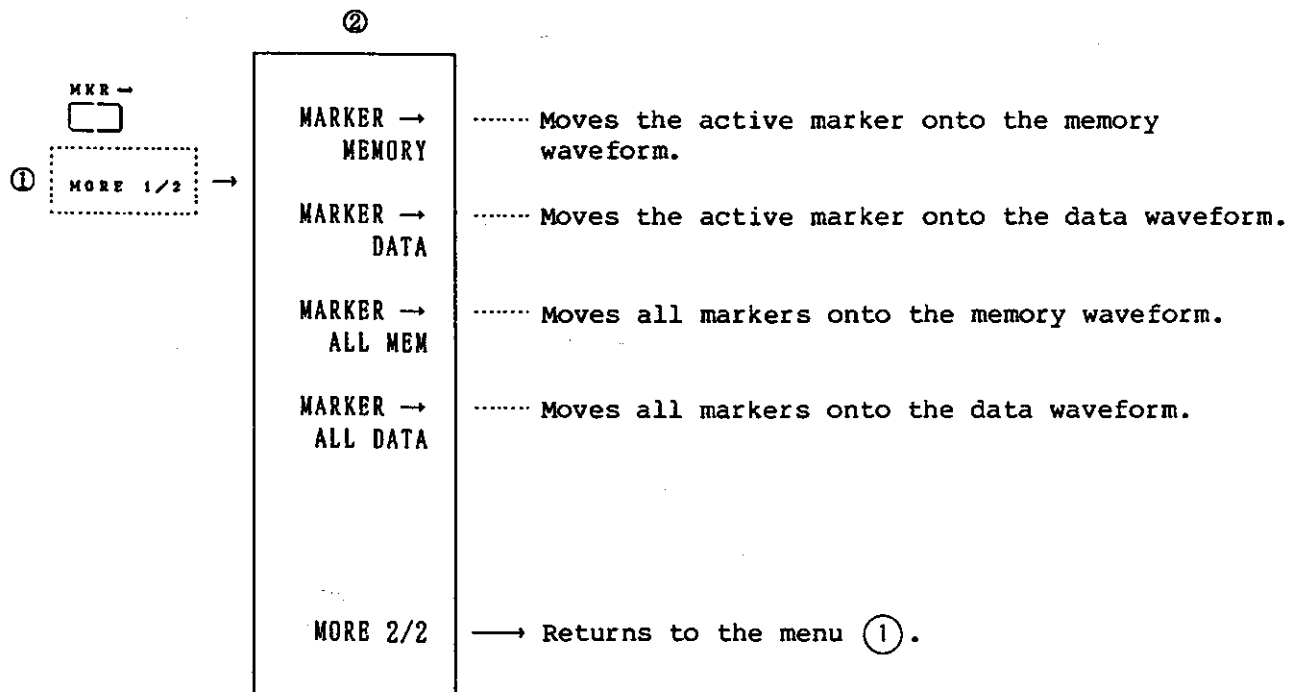 ②
MKR →
① MORE 1/2 →
MARKER → ········ Moves the active marker onto the memory
MEMORY waveform.
MARKER → ········ Moves the active marker onto the data waveform.
DATA
MARKER → ········ Moves all markers onto the memory waveform.
ALL MEM
MARKER → ········ Moves all markers onto the data waveform.
ALL DATA
MORE 2/2 → Returns to the menu ①.